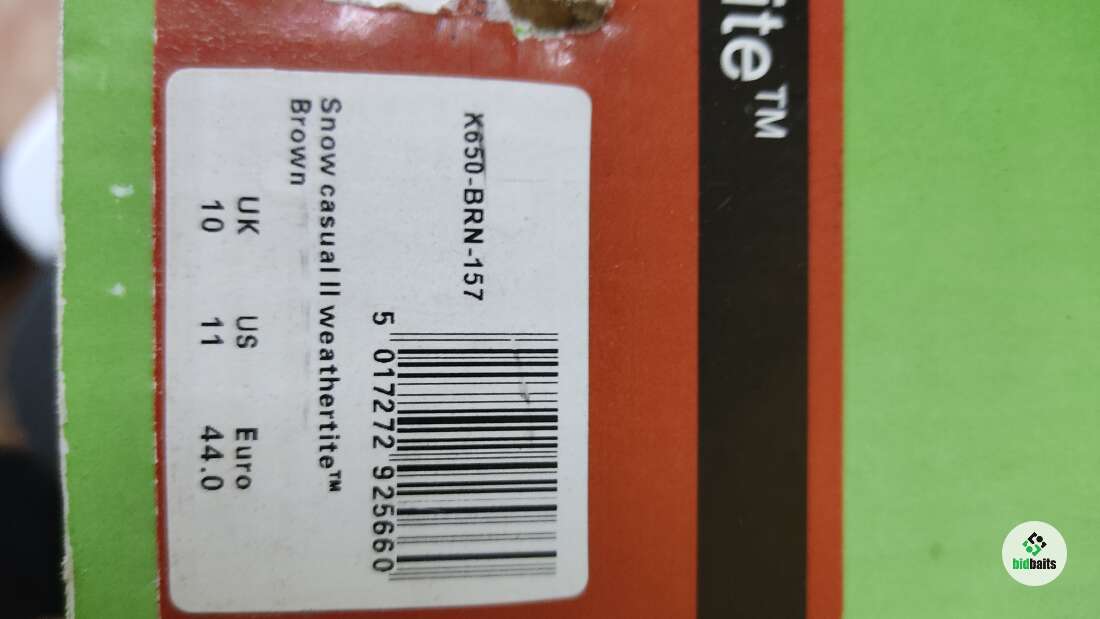 ite™
K650-BRN-157
5 017272 925660
Snow casual II weathertite™
Brown
UK US Euro
10 11 44.0
bidbaits